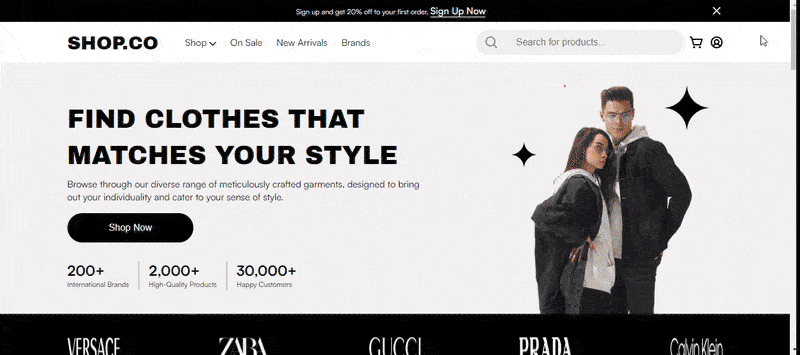 Sign up and get 20% off to your first order. Sign Up Now
SHOP.CO
Shop On Sale New Arrivals Brands
Search for products...
FIND CLOTHES THAT
MATCHES YOUR STYLE
Browse through our diverse range of meticulously crafted garments, designed to bring
out your individuality and cater to your sense of style.
Shop Now
200+ 2,000+ 30,000+
International Brands High-Quality Products Happy Customers
VERSACE ZARA GUCCI PRADA Calvin Klein